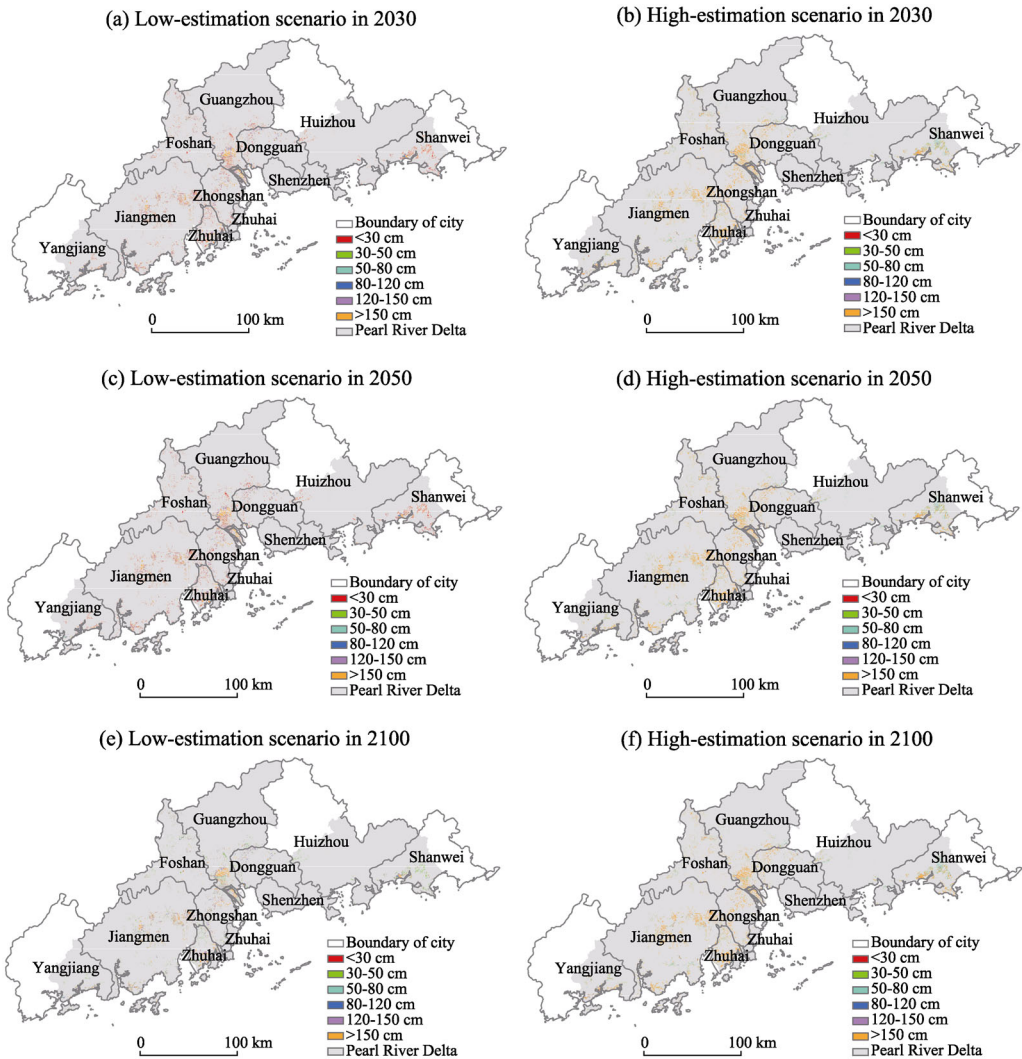 (a) Low-estimation scenario in 2030
Guangzhou
Huizhou
Foshan
Dongguan
Shanwei
Shenzhen
Zhongshan
Jiangmen
Zhuhai
Zhuhai
Yangjiang
Boundary of city
<30 cm
30-50 cm
50-80 cm
80-120 cm
120-150 cm
>150 cm
Pearl River Delta
0 100 km
(b) High-estimation scenario in 2030
Guangzhou
Huizhou
Foshan
Dongguan
Shanwei
Shenzhen
Zhongshan
Jiangmen
Zhuhai
Zhuhai
Yangjiang
Boundary of city
<30 cm
30-50 cm
50-80 cm
80-120 cm
120-150 cm
>150 cm
Pearl River Delta
0 100 km
(c) Low-estimation scenario in 2050
Guangzhou
Huizhou
Foshan
Dongguan
Shanwei
Shenzhen
Zhongshan
Jiangmen
Zhuhai
Zhuhai
Yangjiang
Boundary of city
<30 cm
30-50 cm
50-80 cm
80-120 cm
120-150 cm
>150 cm
Pearl River Delta
0 100 km
(d) High-estimation scenario in 2050
Guangzhou
Huizhou
Foshan
Dongguan
Shanwei
Shenzhen
Zhongshan
Jiangmen
Zhuhai
Zhuhai
Yangjiang
Boundary of city
<30 cm
30-50 cm
50-80 cm
80-120 cm
120-150 cm
>150 cm
Pearl River Delta
0 100 km
(e) Low-estimation scenario in 2100
Guangzhou
Huizhou
Foshan
Dongguan
Shanwei
Shenzhen
Zhongshan
Jiangmen
Zhuhai
Zhuhai
Yangjiang
Boundary of city
<30 cm
30-50 cm
50-80 cm
80-120 cm
120-150 cm
>150 cm
Pearl River Delta
0 100 km
(f) High-estimation scenario in 2100
Guangzhou
Huizhou
Foshan
Dongguan
Shanwei
Shenzhen
Zhongshan
Jiangmen
Zhuhai
Zhuhai
Yangjiang
Boundary of city
<30 cm
30-50 cm
50-80 cm
80-120 cm
120-150 cm
>150 cm
Pearl River Delta
0 100 km